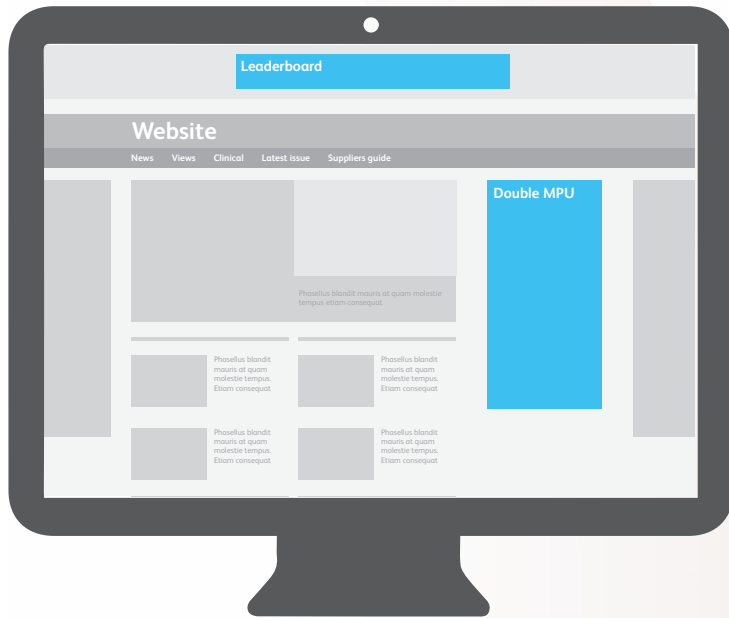 Leaderboard
Website
News Views Clinical Latest issue Suppliers guide
Double MPU
Phasellus blandit mauris at quam molestie
tempus etiam consequat
Phasellus blandit
mauris at quam
molestie tempus.
Etiam consequat
Phasellus blandit
mauris at quam
molestie tempus.
Etiam consequat
Phasellus blandit
mauris at quam
molestie tempus.
Etiam consequat
Phasellus blandit
mauris at quam
molestie tempus.
Etiam consequat